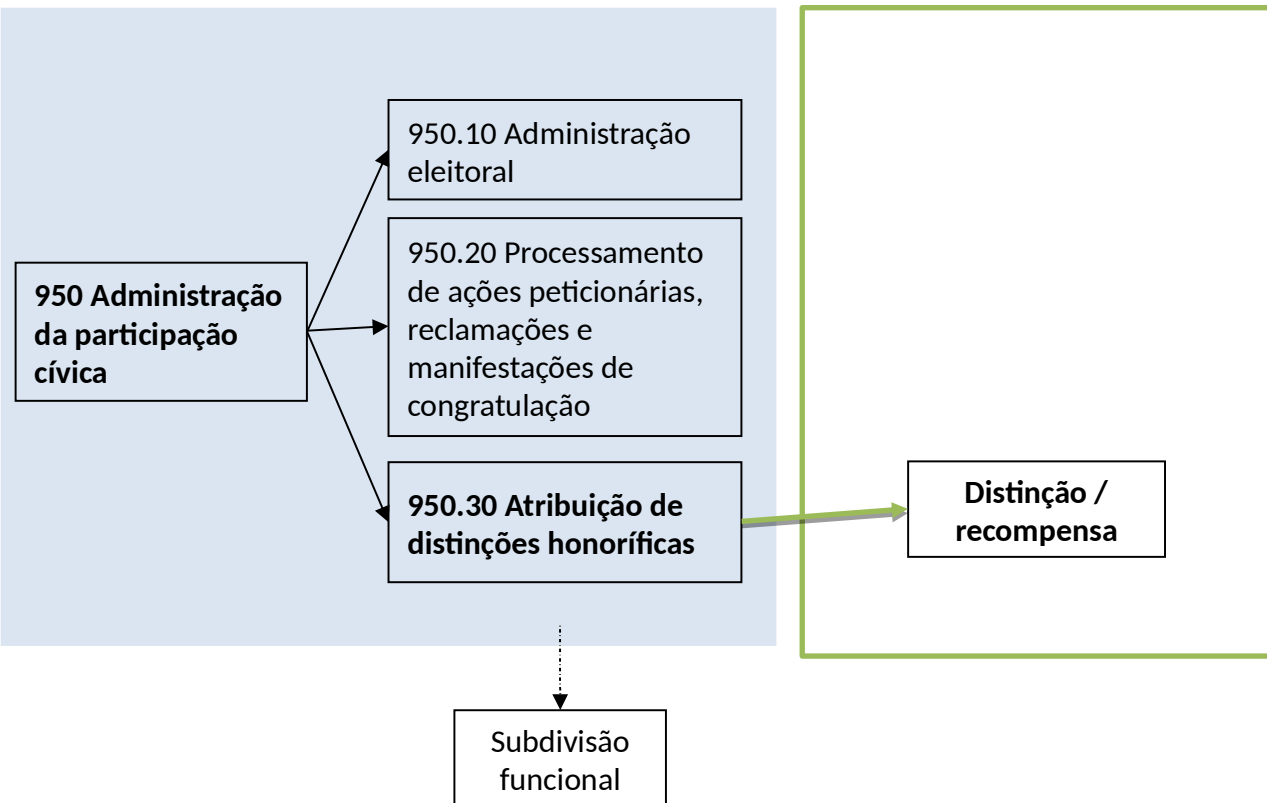 950.10 Administração
eleitoral
950.20 Processamento
de ações peticionárias,
reclamações e
manifestações de
congratulação
950 Administração
da participação
cívica
950.30 Atribuição de
distinções honoríficas
Distinção /
recompensa
Subdivisão
funcional